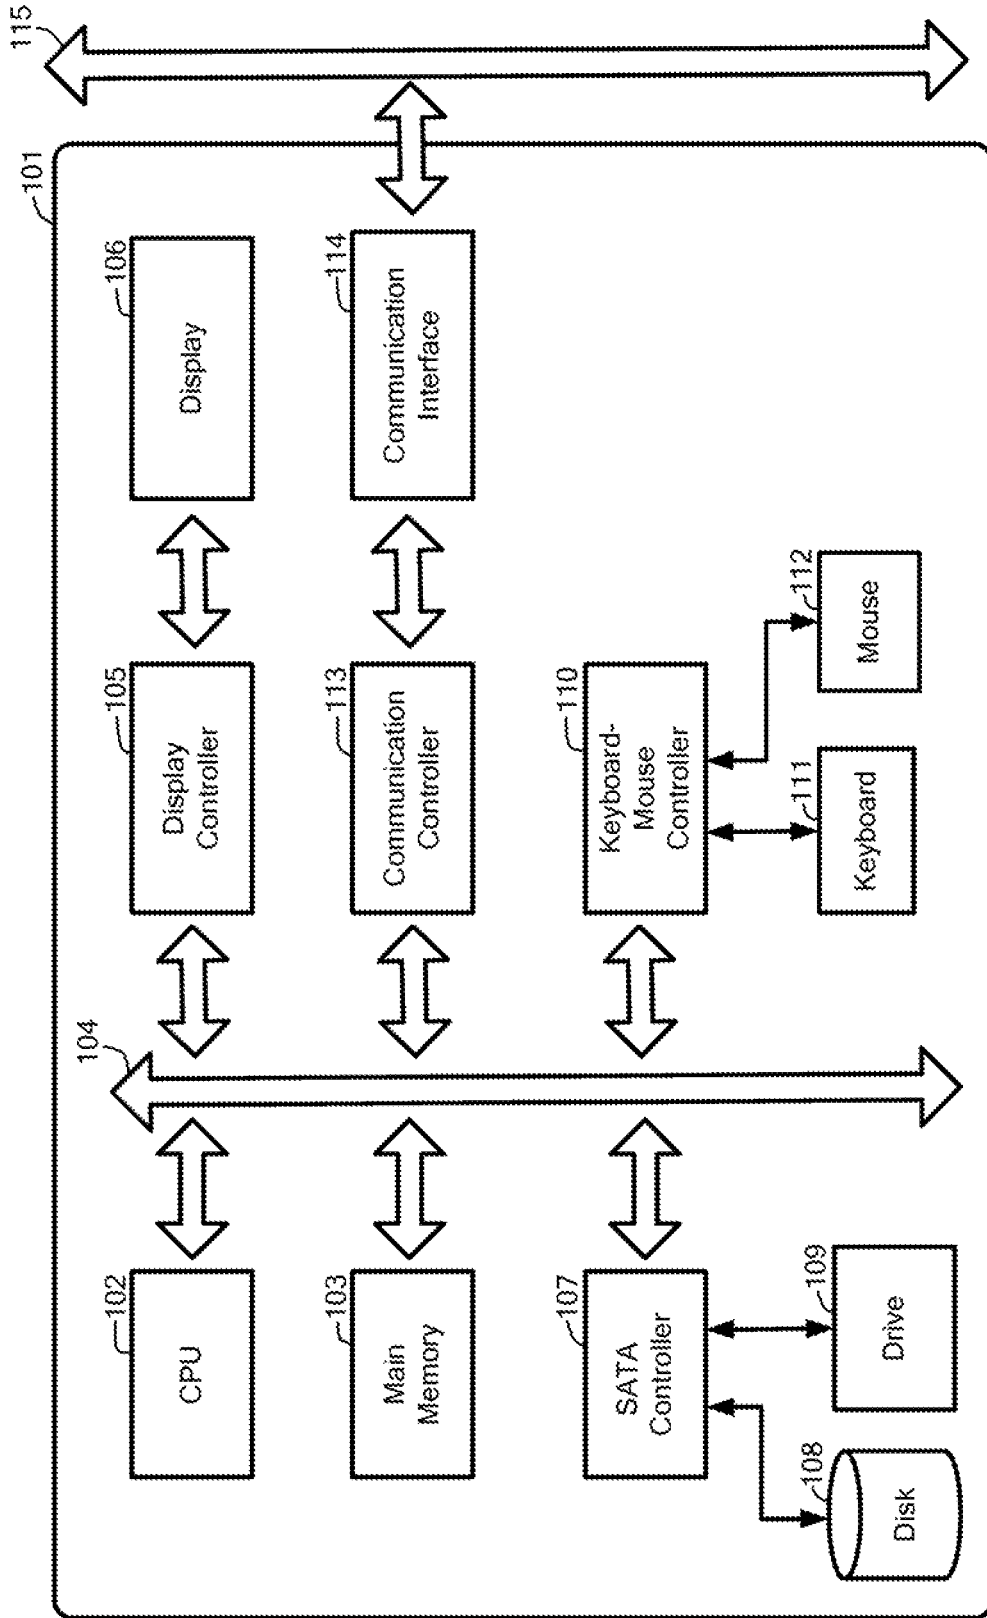 101
115
102
CPU
104
105
Display
Controller
106
Display
103
Main
Memory
113
Communication
Controller
114
Communication
Interface
107
SATA
Controller
110
Keyboard-
Mouse
Controller
108
Disk
109
Drive
111
Keyboard
112
Mouse